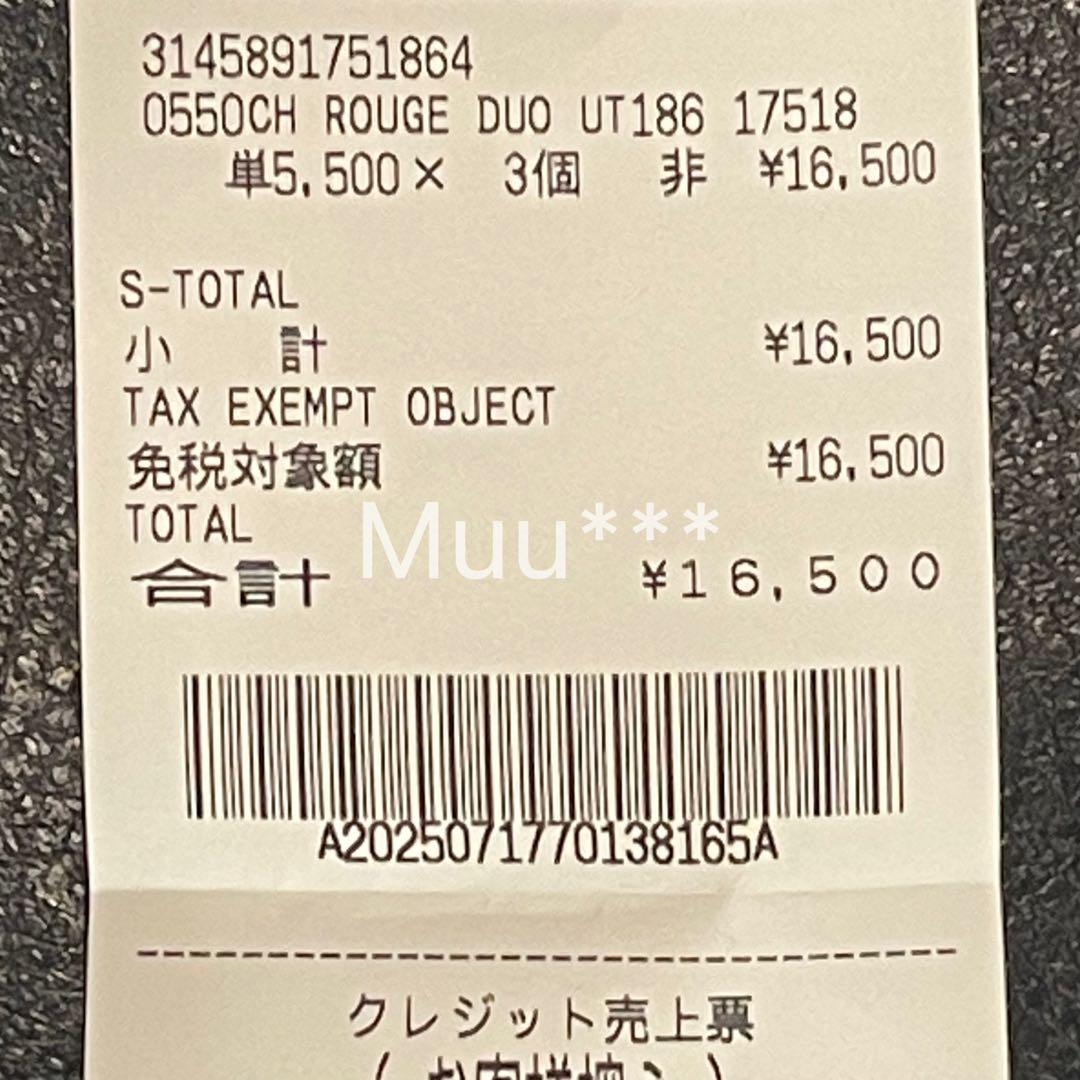 3145891751864
0550CH ROUGE DUO UT186 17518
単5,500× 3個 非 ¥16,500
S-TOTAL
小 計 ¥16,500
TAX EXEMPT OBJECT
免税対象額 ¥16,500
TOTAL
合計 ¥16,500
Muu***
A2025071770138165A
クレジット売上票